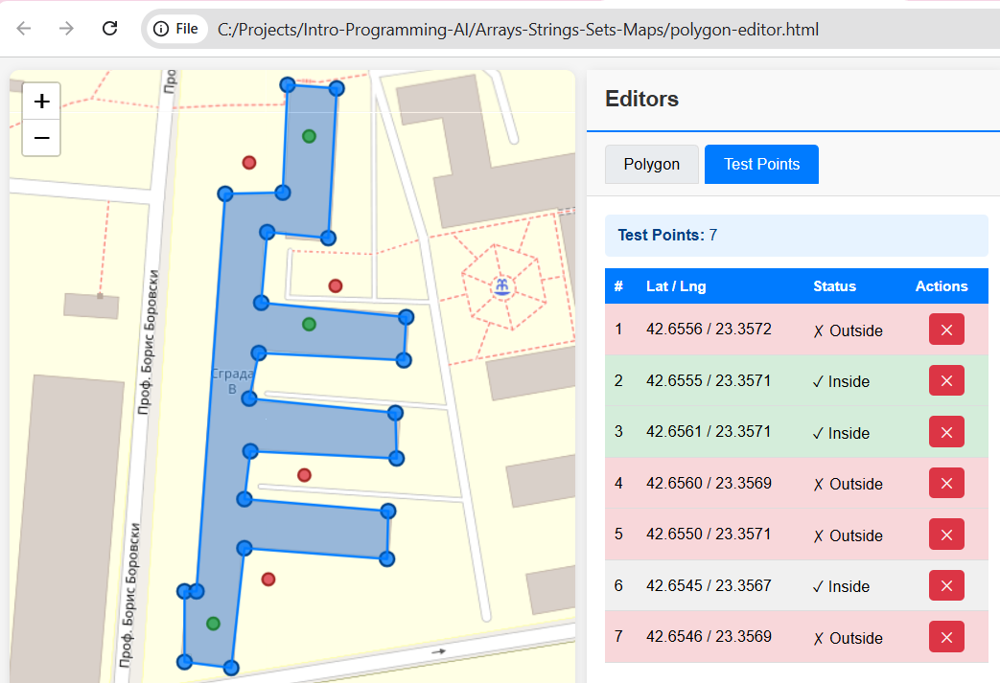 File
C:/Projects/Intro-Programming-AI/Arrays-Strings-Sets-Maps/polygon-editor.html
+
−
Про
Проф. Борис Боровски
Проф. Борис Боровски
Сграда
В
Editors
Polygon
Test Points
Test Points: 7
# Lat / Lng Status Actions
1 42.6556 / 23.3572 ✗ Outside ×
2 42.6555 / 23.3571 ✓ Inside ×
3 42.6561 / 23.3571 ✓ Inside ×
4 42.6560 / 23.3569 ✗ Outside ×
5 42.6550 / 23.3571 ✗ Outside ×
6 42.6545 / 23.3567 ✓ Inside ×
7 42.6546 / 23.3569 ✗ Outside ×